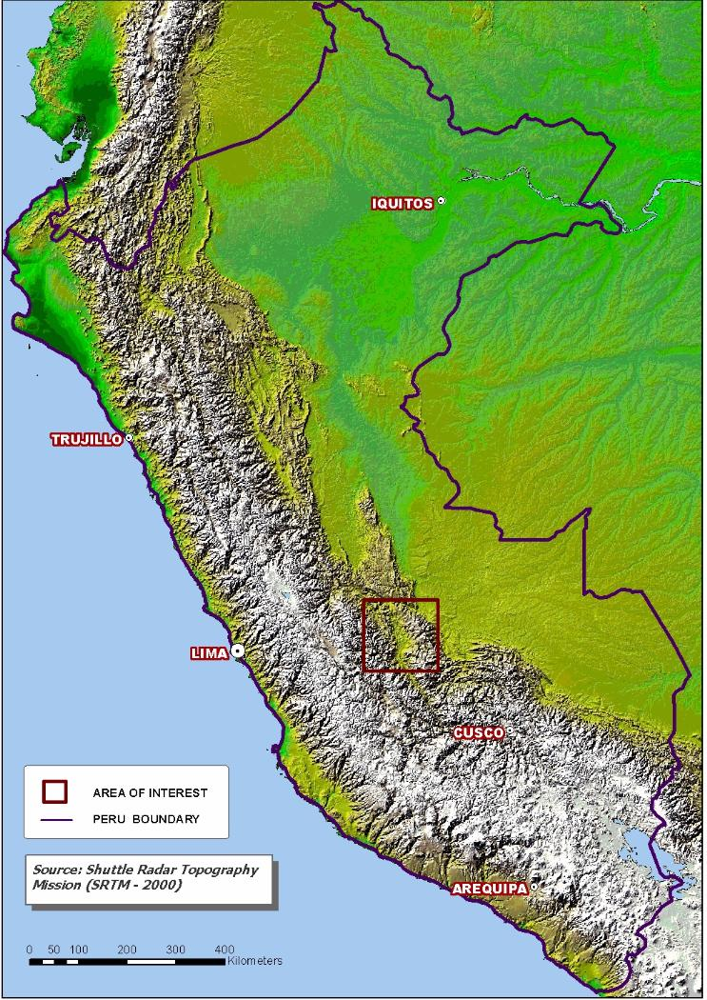 IQUITOS
TRUJILLO
LIMA
CUSCO
AREA OF INTEREST
PERU BOUNDARY
Source: Shuttle Radar Topography
Mission (SRTM - 2000)
AREQUIPA
0 50 100 200 300 400
Kilometers